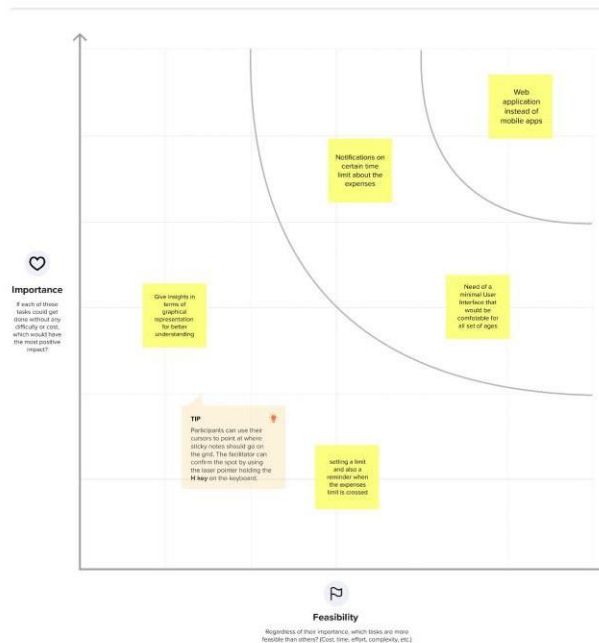 Web
application
instead of
mobile apps
Notifications on
certain time
limit about the
expenses
Importance
If each of these
tasks could get
done without any
difficulty or cost,
which would have
the most positive
impact?
Give insights in
terms of
graphical
representation
for better
understanding
Need of a
minimal User
Interface that
would be
comfotable for
all set of ages
TIP
Participants can use their
cursors to point at where
sticky notes should go on
the grid. The facilitator can
confirm the spot by using
the laser pointer holding the
H key on the keyboard.
setting a limit
and also a
reminder when
the expenses
limit is crossed
Feasibility
Regardless of their importance, which tasks are more
feasible than others? (Cost, time, effort, complexity, etc.)